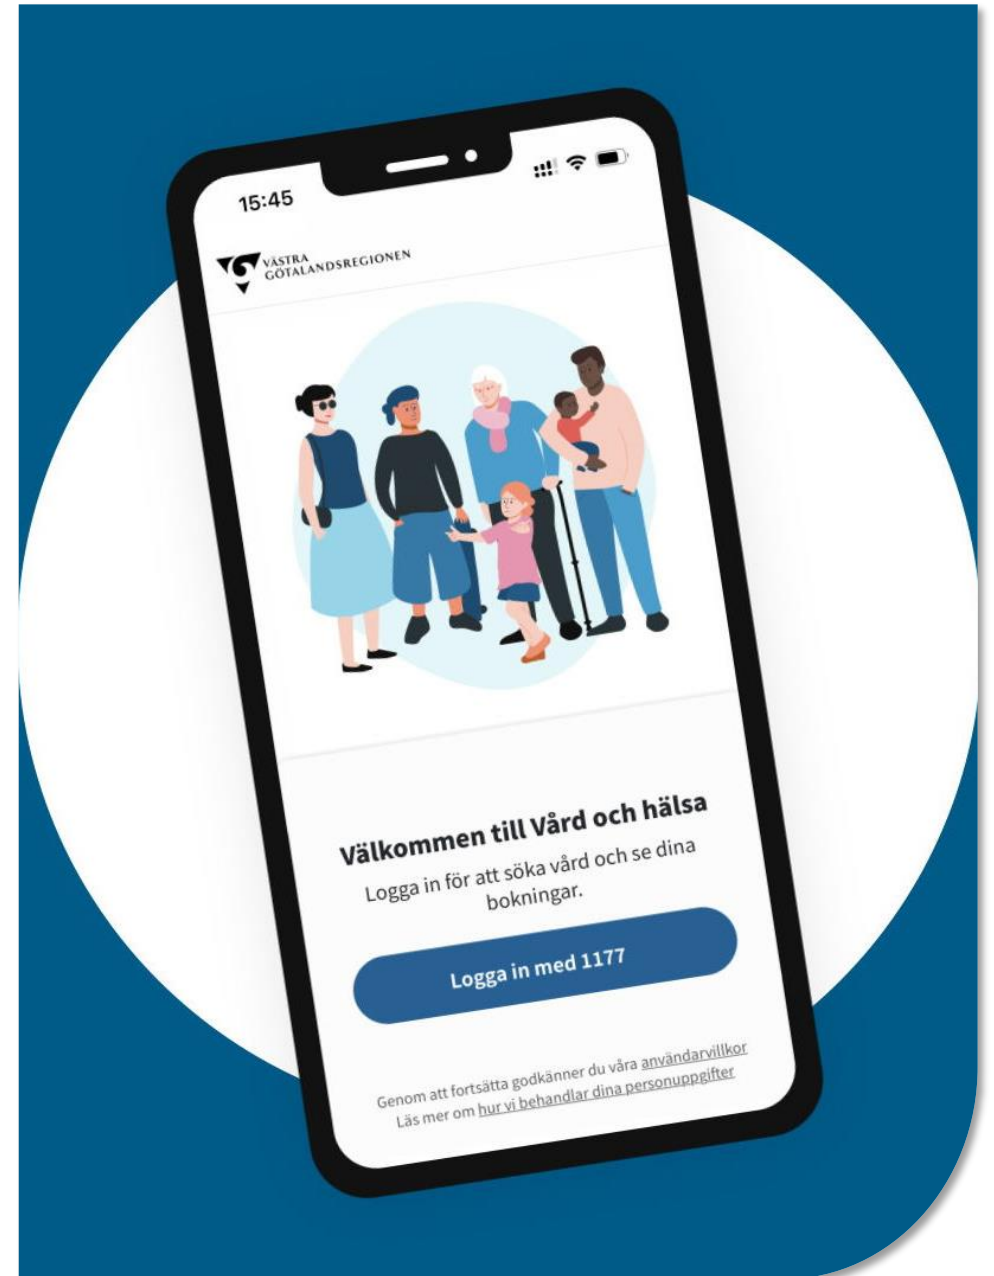 15:45
VÄSTRA
GÖTALANDSREGIONEN
Välkommen till Vård och hälsa
Logga in för att söka vård och se dina
bokningar.
Logga in med 1177
Genom att fortsätta godkänner du våra användarvillkor
Läs mer om hur vi behandlar dina personuppgifter